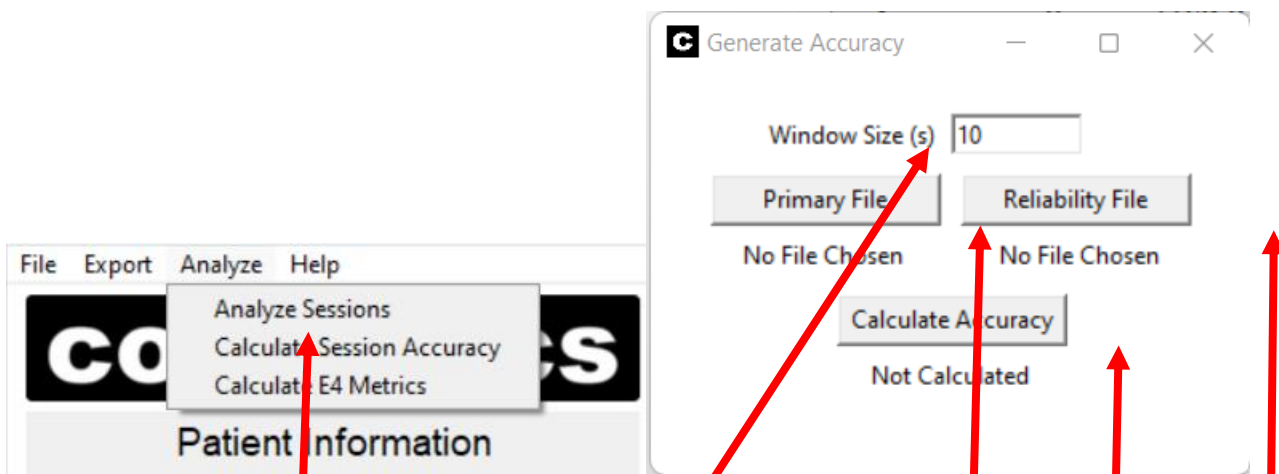 Generate Accuracy
Window Size (s) 10
Primary File Reliability File
No File Chosen No File Chosen
Calculate Accuracy
Not Calculated
File Export Analyze Help
Analyze Sessions
Calculate Session Accuracy
Calculate E4 Metrics
Patient Information